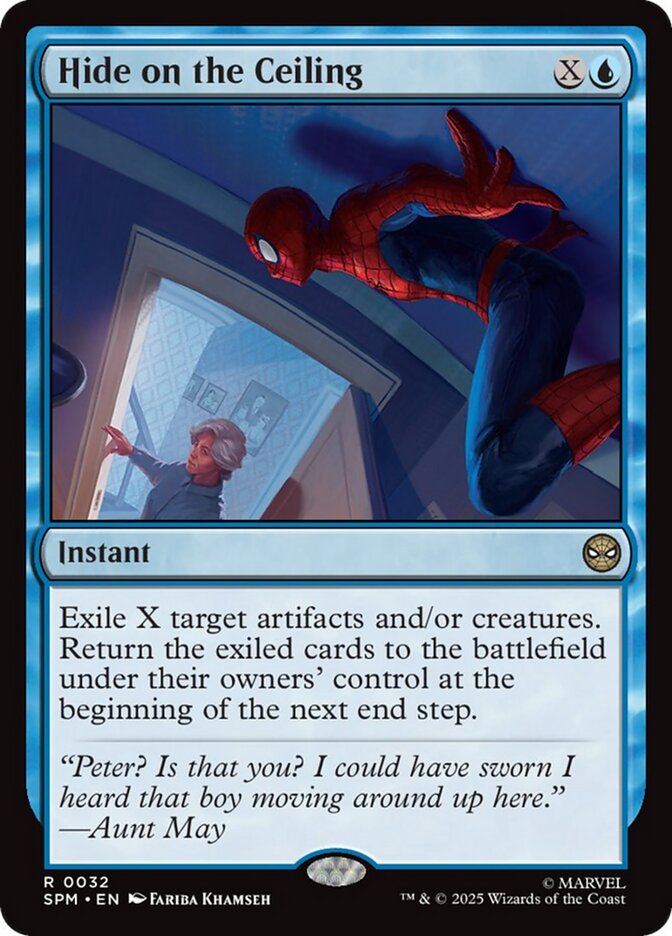 Hide on the Ceiling
X
Instant
Exile X target artifacts and/or creatures.
Return the exiled cards to the battlefield
under their owners' control at the
beginning of the next end step.
“Peter? Is that you? I could have sworn I
heard that boy moving around up here.”
—Aunt May
R 0032
SPM • EN Fariba Khamseh
© MARVEL
™ & © 2025 Wizards of the Coast